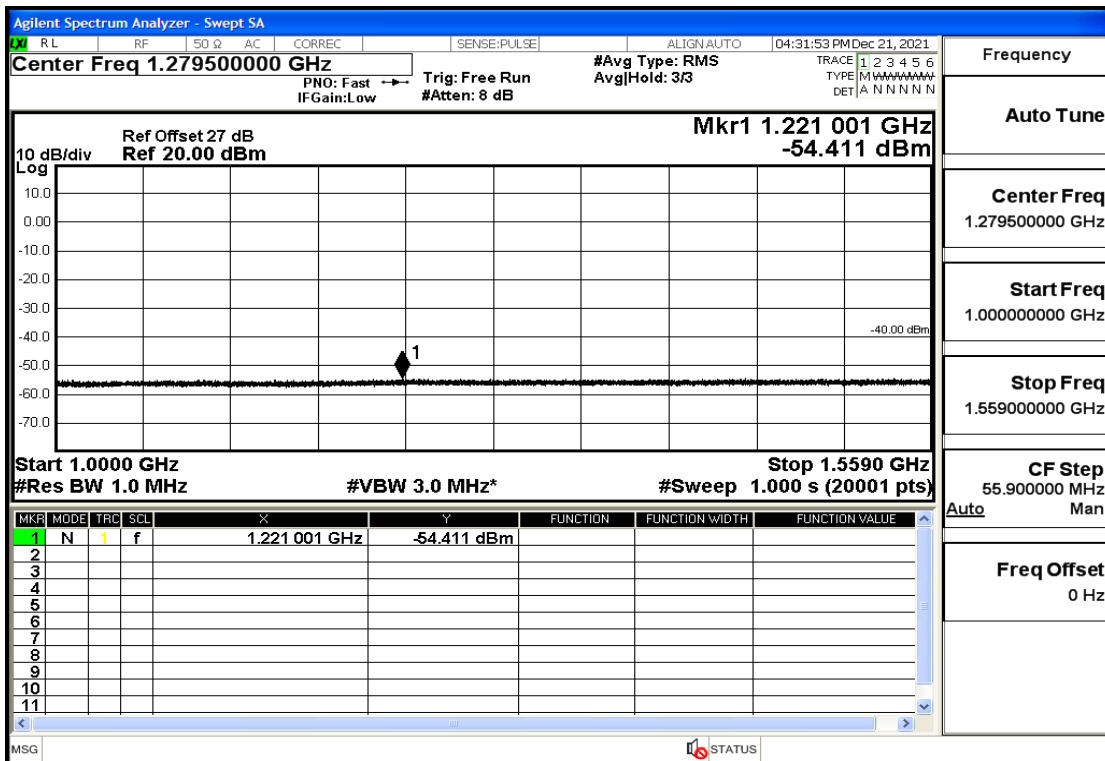 Agilent Spectrum Analyzer - Swept SA
LXI RL RF 50 Ω AC CORREC SENSE:PULSE ALIGN AUTO 04:31:53 PM Dec 21, 2021
Center Freq 1.279500000 GHz
PNO: Fast
IFGain:Low
Trig: Free Run
#Atten: 8 dB
#Avg Type: RMS
Avg|Hold: 3/3
TRACE 1 2 3 4 5 6
TYPE M W W W W W
DET A N N N N N
Ref Offset 27 dB
10 dB/div Ref 20.00 dBm
Log
Mkr1 1.221 001 GHz
-54.411 dBm
10.0
0.00
-10.0
-20.0
-30.0
-40.0
-50.0
-60.0
-70.0
-40.00 dBm
1
Start 1.0000 GHz Stop 1.5590 GHz
#Res BW 1.0 MHz #VBW 3.0 MHz* #Sweep 1.000 s (20001 pts)
MKR MODE TRC SCL X Y FUNCTION FUNCTION WIDTH FUNCTION VALUE
1 N 1 f 1.221 001 GHz -54.411 dBm
2
3
4
5
6
7
8
9
10
11
MSG STATUS
Frequency
Auto Tune
Center Freq
1.279500000 GHz
Start Freq
1.000000000 GHz
Stop Freq
1.559000000 GHz
CF Step
55.900000 MHz
Auto Man
Freq Offset
0 Hz